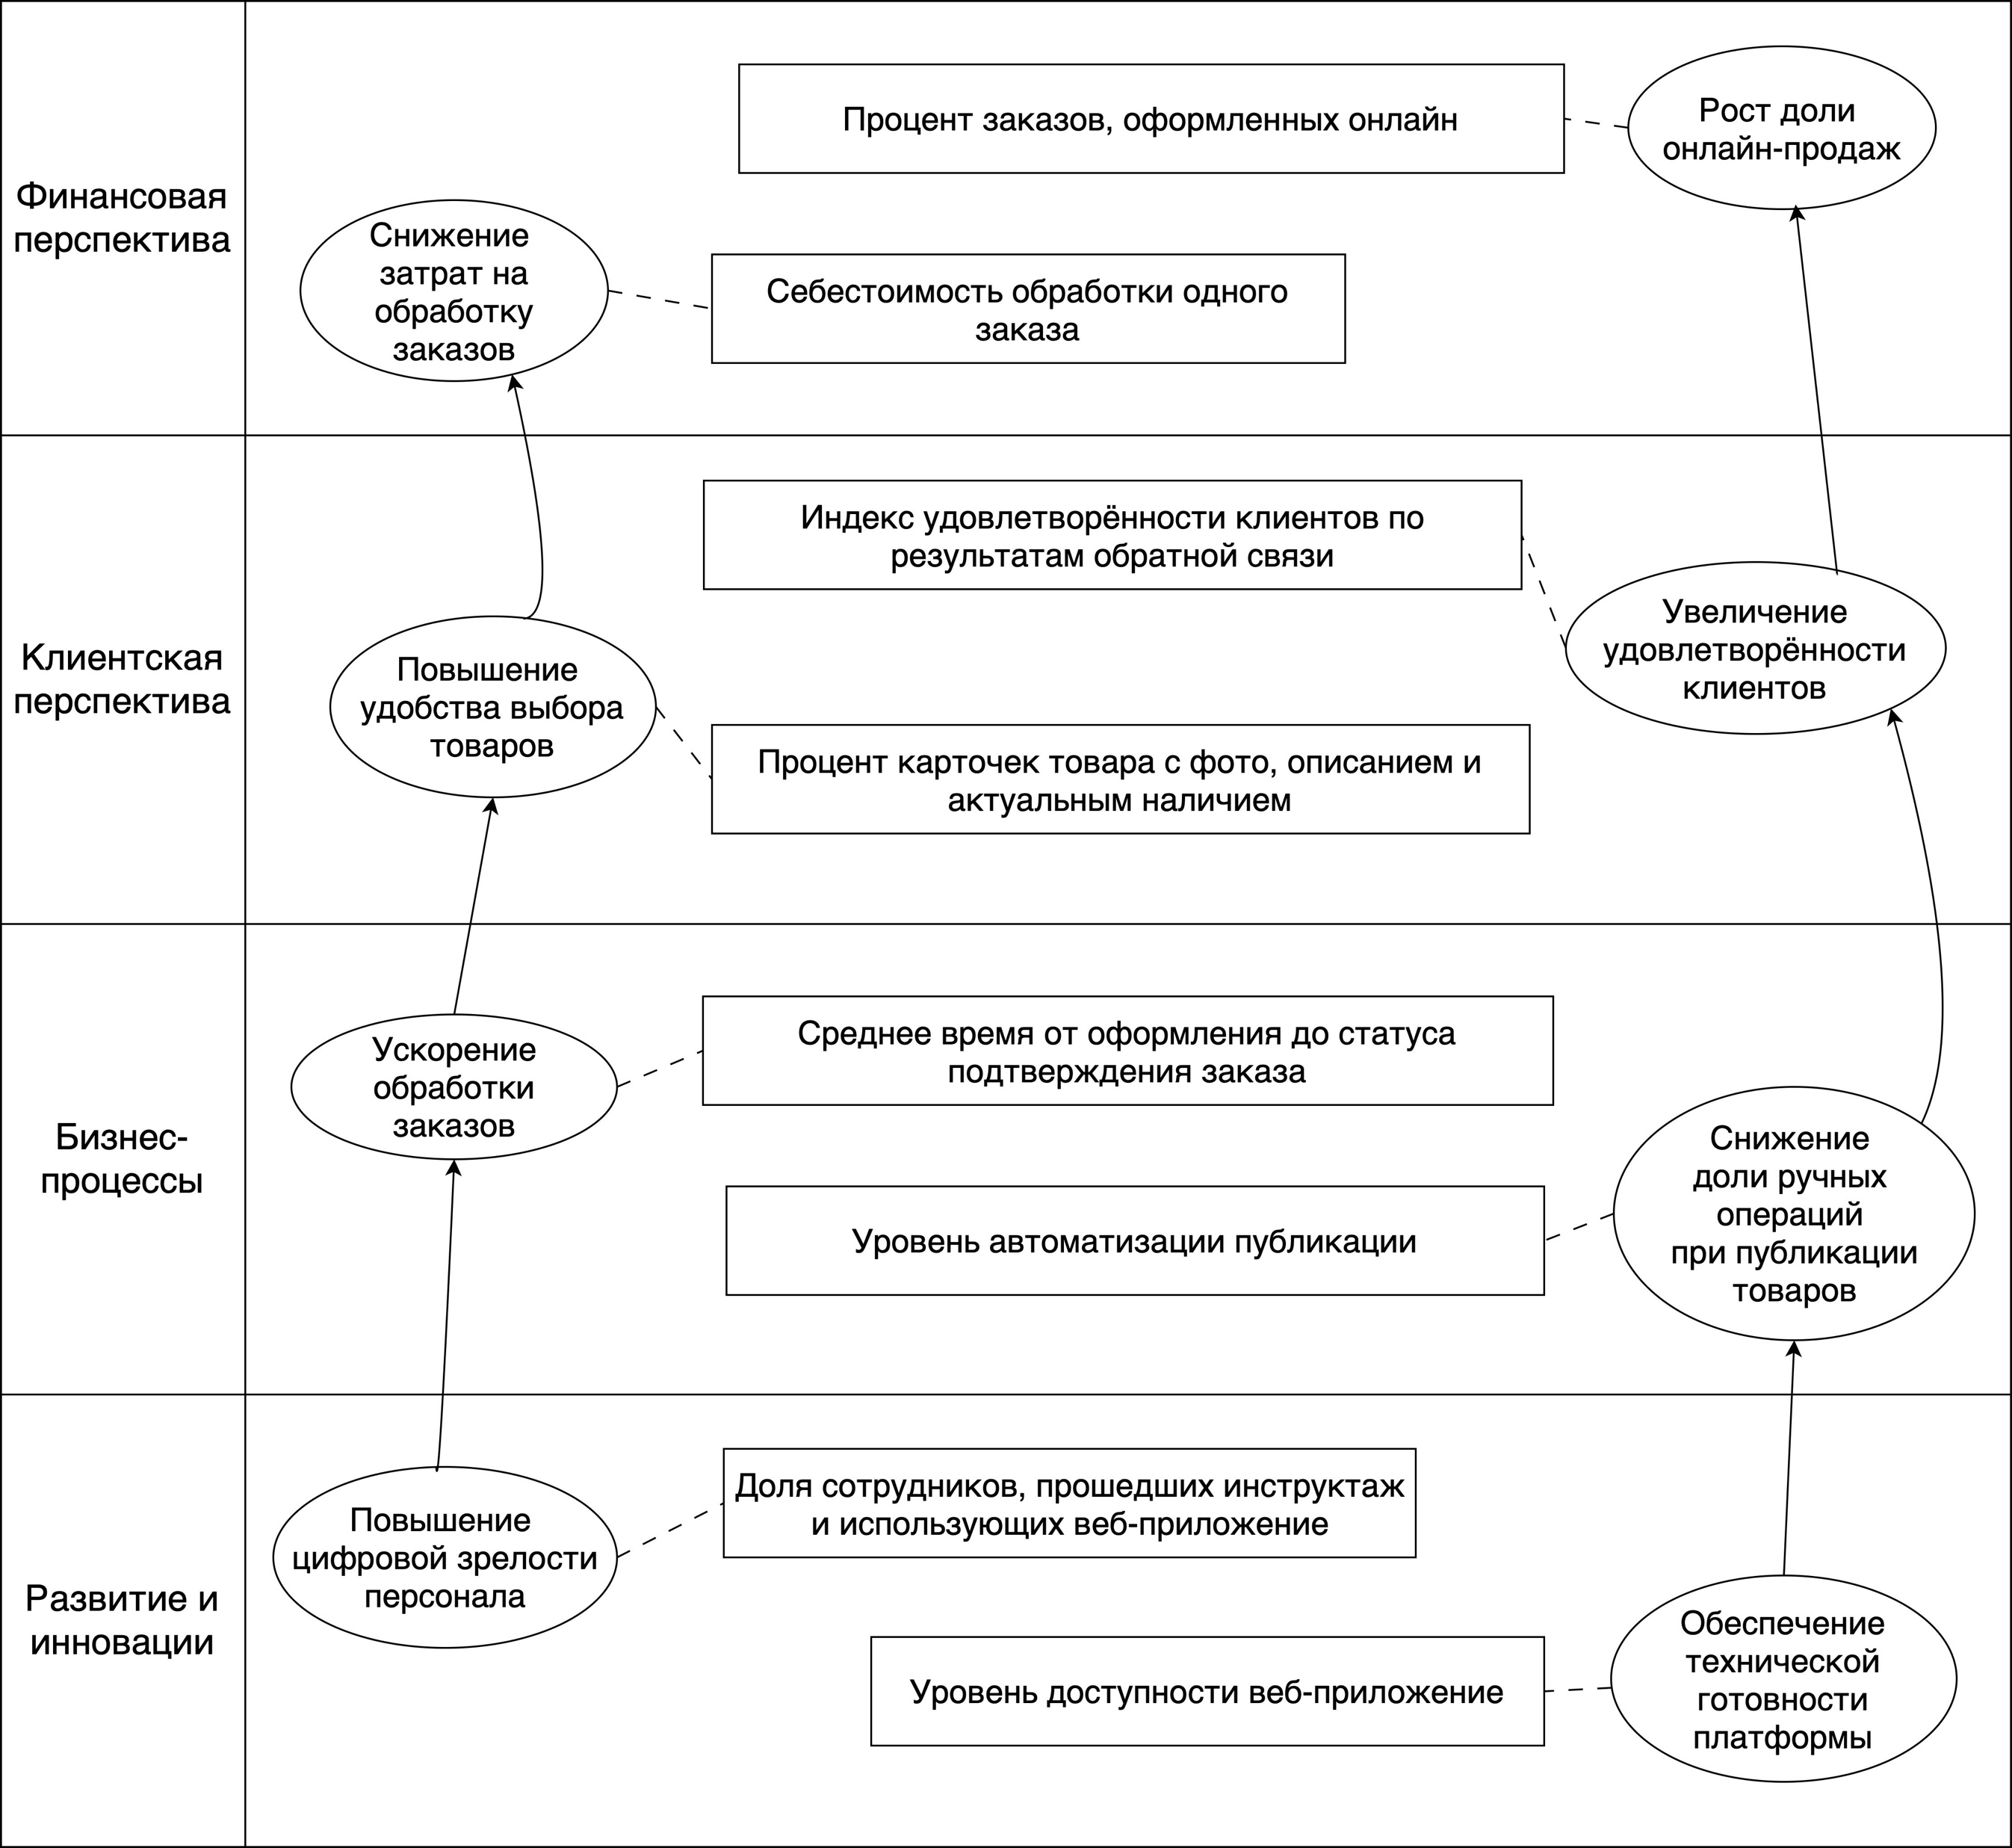 Финансовая
перспектива
Процент заказов, оформленных онлайн
Рост доли
онлайн-продаж
Снижение
затрат на
обработку
заказов
Себестоимость обработки одного
заказа
Клиентская
перспектива
Индекс удовлетворённости клиентов по
результатам обратной связи
Увеличение
удовлетворённости
клиентов
Повышение
удобства выбора
товаров
Процент карточек товара с фото, описанием и
актуальным наличием
Бизнес-
процессы
Ускорение
обработки
заказов
Среднее время от оформления до статуса
подтверждения заказа
Уровень автоматизации публикации
Снижение
доли ручных
операций
при публикации
товаров
Развитие и
инновации
Повышение
цифровой зрелости
персонала
Доля сотрудников, прошедших инструктаж
и использующих веб-приложение
Уровень доступности веб-приложение
Обеспечение
технической
готовности
платформы